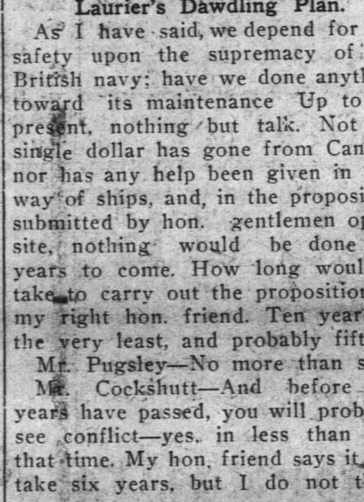 Laurier's Dawdling Plan.
As I have said, we depend for
safety upon the supremacy of
British navy: have we done anyt
toward its maintenance Up to
present, nothing but talk. Not
single dollar has gone from Can
nor has any help been given in
way of ships, and, in the proposi
submitted by hon. gentlemen op
site, nothing would be done
years to come. How long woul
take to carry out the proposition
my right hon. friend. Ten year
the very least, and probably fift
Mr. Pugsley—No more than s
Mr. Cockshutt—And before
years have passed, you will prob
see conflict—yes. in less than
that time. My hon. friend says it
take six years, but I do not t